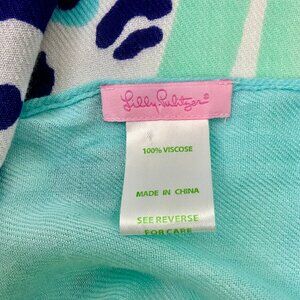 Lilly Pulitzer®
100% VISCOSE
MADE IN CHINA
SEE REVERSE
FOR CARE